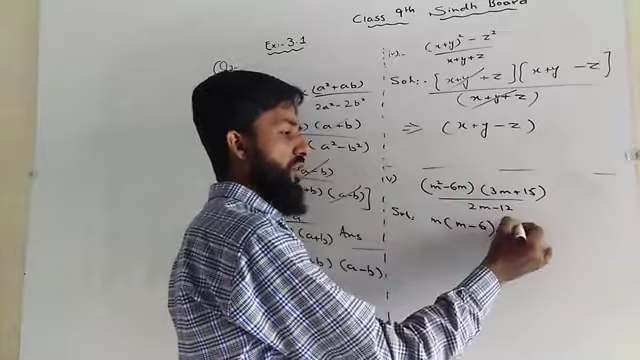 Class 9th Sindh Board
Ex:- 3.1
(a²+ab)
2a²-2b²
(a+b)
(a²-b²)
(a-b)
(a-b)]
(a+b) Ans
(a-b)
(x+y)² - z²
x+y+z
Sol:- [x+y+z][x+y-z]
(x+y+z)
⇒ (x+y-z)
v) (m²-6m)(3m+15)
2m-12
Sol, m(m-6)